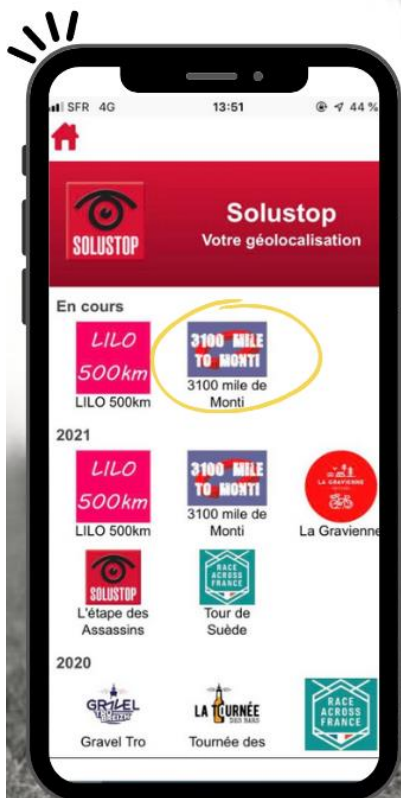 SFR 4G 13:51 44 %
SOLUSTOP
Solustop
Votre géolocalisation
En cours
LILO
500km
3100 MILE
TO MONTI
LILO 500km
3100 mile de
Monti
2021
LILO
500km
3100 MILE
TO MONTI
LA GRAVIENNE
LILO 500km
3100 mile de
Monti
La Gravienne
SOLUSTOP
RACE
ACROSS
FRANCE
L'étape des
Assassins
Tour de
Suède
2020
LA TOURNÉE
RACE
ACROSS
FRANCE
Gravel Tro
Tournée des